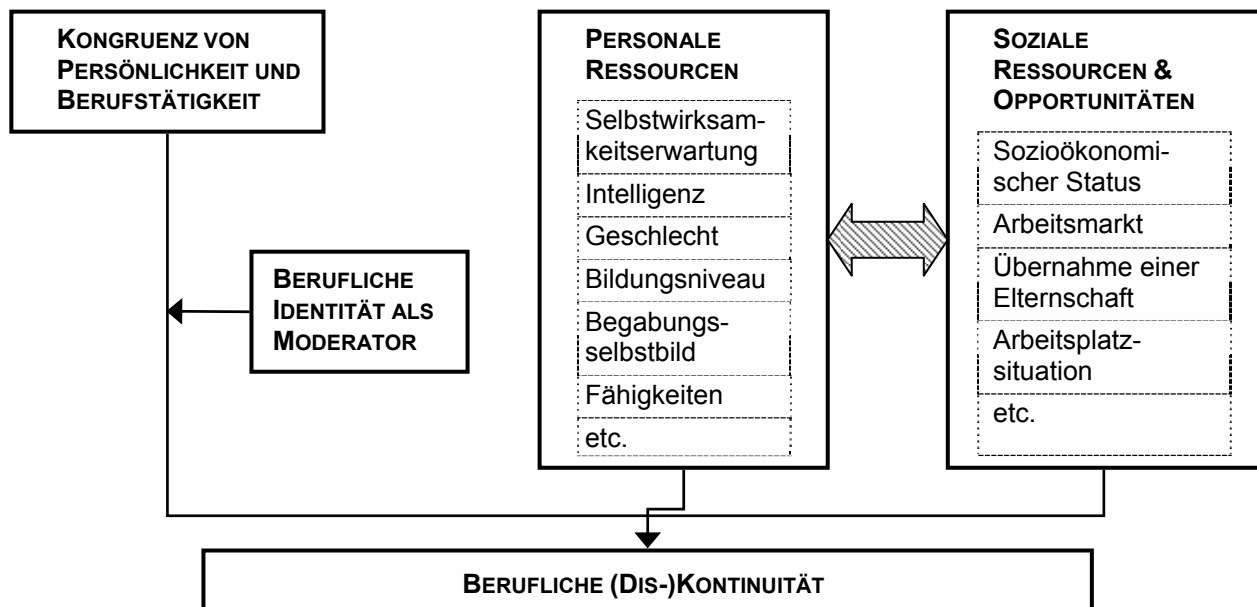 KONGRUENZ VON
PERSÖNLICHKEIT UND
BERUFSTÄTIGKEIT
BERUFLICHE
IDENTITÄT ALS
MODERATOR
PERSONALE
RESSOURCEN
Selbstwirksam-
keitserwartung
Intelligenz
Geschlecht
Bildungsniveau
Begabungs-
selbstbild
Fähigkeiten
etc.
SOZIALE
RESSOURCEN &
OPPORTUNITÄTEN
Sozioökonomi-
scher Status
Arbeitsmarkt
Übernahme einer
Elternschaft
Arbeitsplatz-
situation
etc.
BERUFLICHE (DIS-)KONTINUITÄT